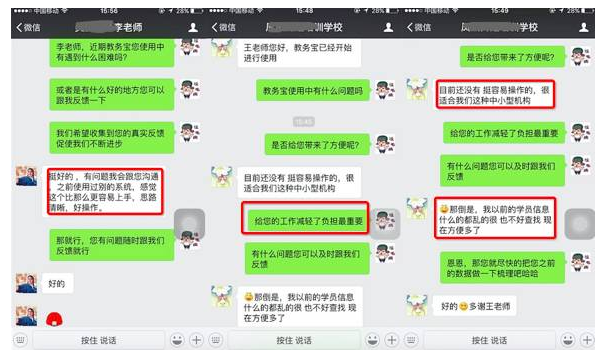 中国移动
15:56
28%
微信
李老师
李老师，近期教务宝您使用中
有遇到什么困难吗?
或者是有什么好的地方您可以
跟我反馈一下
我们希望收集到您的真实反馈
促使我们不断进步
挺好的 ，有问题我会跟您沟通
，之前使用过别的系统，感觉
这个比那么更容易上手，思路
清晰，好操作。
那就行，您有问题随时跟我们
反馈就行
好的
按住 说话
中国移动
15:48
28%
微信
培训学校
王老师您好，教务宝已经开始
进行使用
教务宝使用中有什么问题吗
15:45
是否给您带来了方便呢?
目前还没有 挺容易操作的，很
适合我们这种中小型机构
给您的工作减轻了负担最重要
有什么问题您可以及时跟我们
反馈
那倒是，我以前的学员信息
什么的都乱的很 也不好查找 现
在方便多了
按住 说话
中国移动
15:49
28%
微信
培训学校
是否给您带来了方便呢?
目前还没有 挺容易操作的，很
适合我们这种中小型机构
给您的工作减轻了负担最重要
有什么问题您可以及时跟我们
反馈
那倒是，我以前的学员信息
什么的都乱的很 也不好查找 现
在方便多了
恩恩，那您就尽快的把您之前
的数据做一下梳理吧哈哈
好的😊多谢王老师
按住 说话